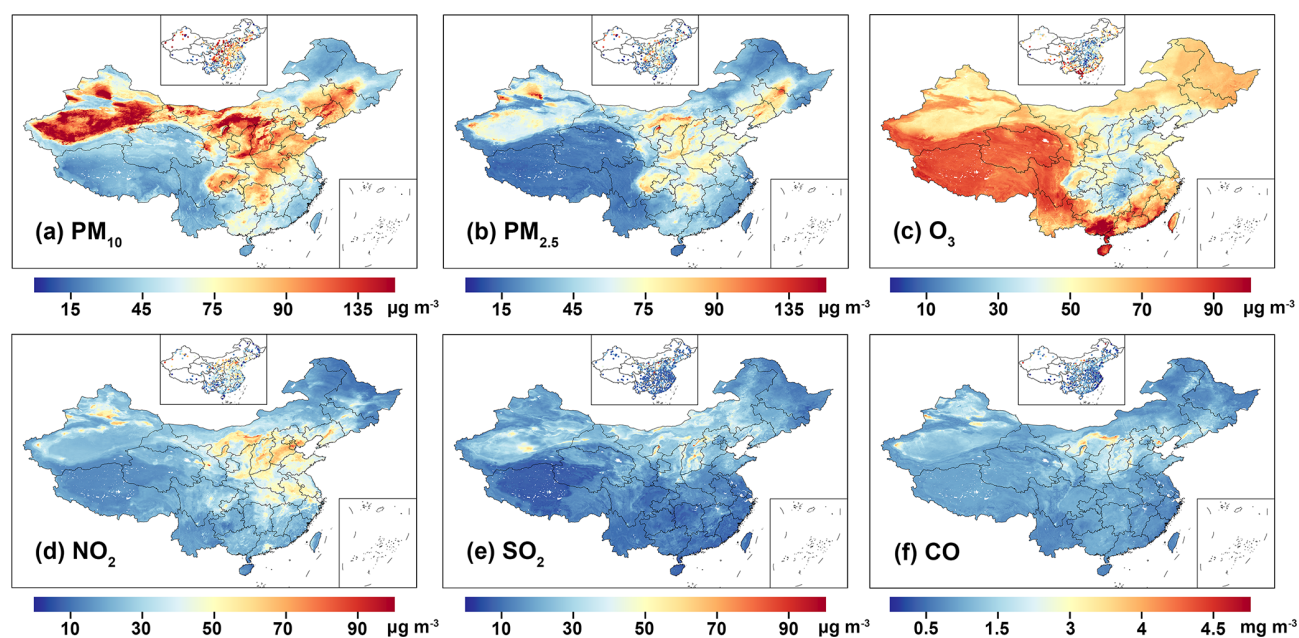 (a) PM₁₀
(b) PM₂.₅
(c) O₃
15 45 75 90 135 µg m⁻³
15 45 75 90 135 µg m⁻³
10 30 50 70 90 µg m⁻³
(d) NO₂
(e) SO₂
(f) CO
10 30 50 70 90 µg m⁻³
10 30 50 70 90 µg m⁻³
0.5 1.5 3 4 4.5 mg m⁻³